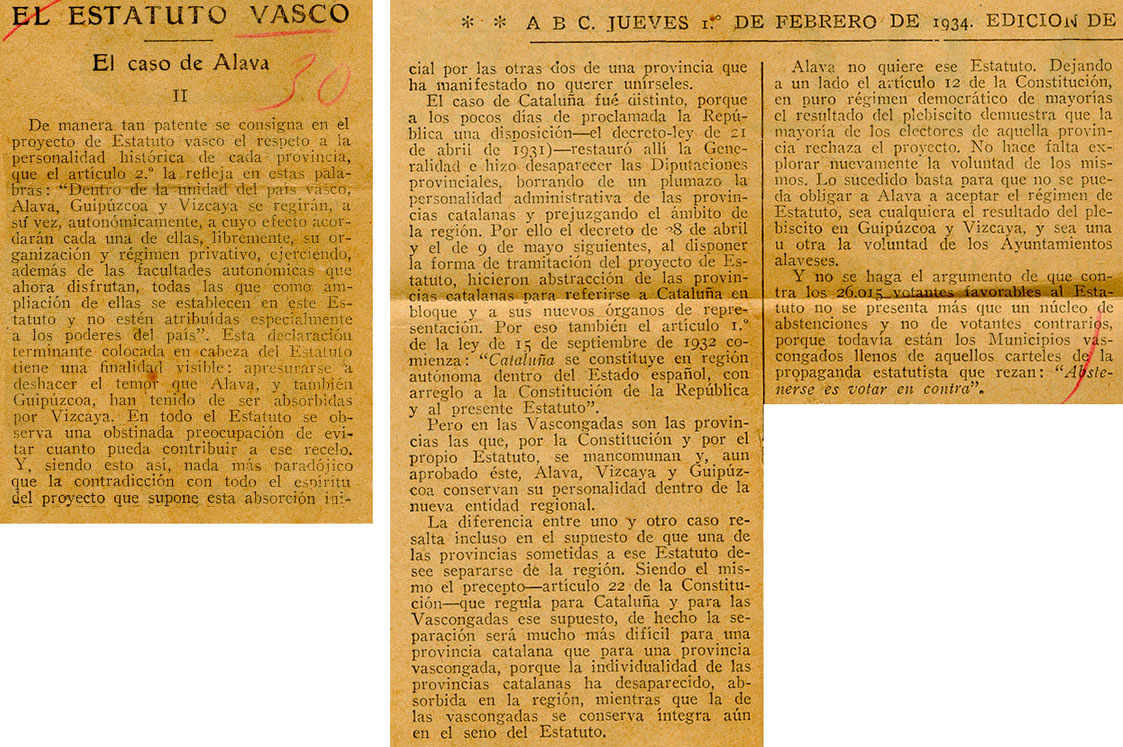 EL ESTATUTO VASCO
El caso de Alava
II
30
De manera tan patente se consigna en el
proyecto de Estatuto vasco el respeto a la
personalidad histórica de cada provincia,
que el artículo 2.º la refleja en estas pala-
bras: “Dentro de la unidad del país vasco,
Alava, Guipúzcoa y Vizcaya se regirán, a
su vez, autonómicamente, a cuyo efecto acor-
darán cada una de ellas, libremente, su or-
ganización y régimen privativo, ejerciendo,
además de las facultades autonómicas que
ahora disfrutan, todas las que como am-
pliación de ellas se establecen en este Es-
tatuto y no estén atribuídas especialmente
a los poderes del país”. Esta declaración
terminante colocada en cabeza del Estatuto
tiene una finalidad visible: apresurarse a
deshacer el temor que Alava, y también
Guipúzcoa, han tenido de ser absorbidas
por Vizcaya. En todo el Estatuto se ob-
serva una obstinada preocupación de evi-
tar cuanto pueda contribuir a ese recelo.
Y, siendo esto así, nada más paradójico
que la contradicción con todo el espíritu
del proyecto que supone esta absorción ini-
* * A B C. JUEVES 1.º DE FEBRERO DE 1934. EDICION DE
cial por las otras dos de una provincia que
ha manifestado no querer unírseles.
El caso de Cataluña fué distinto, porque
a los pocos días de proclamada la Repú-
blica una disposición—el decreto-ley de 21
de abril de 1931)—restauró allí la Gene-
ralidad e hizo desaparecer las Diputaciones
provinciales, borrando de un plumazo la
personalidad administrativa de las provin-
cias catalanas y prejuzgando el ámbito de
la región. Por ello el decreto de 28 de abril
y el de 9 de mayo siguientes, al disponer
la forma de tramitación del proyecto de Es-
tatuto, hicieron abstracción de las provin-
cias catalanas para referirse a Cataluña en
bloque y a sus nuevos órganos de repre-
sentación. Por eso también el artículo 1.º
de la ley de 15 de septiembre de 1932 co-
mienza: “Cataluña se constituye en región
autónoma dentro del Estado español, con
arreglo a la Constitución de la República
y al presente Estatuto”.
Pero en las Vascongadas son las provin-
cias las que, por la Constitución y por el
propio Estatuto, se mancomunan y, aun
aprobado éste, Alava, Vizcaya y Guipúz-
coa conservan su personalidad dentro de la
nueva entidad regional.
La diferencia entre uno y otro caso re-
salta incluso en el supuesto de que una de
las provincias sometidas a ese Estatuto de-
see separarse de la región. Siendo el mis-
mo el precepto—artículo 22 de la Constitu-
ción—que regula para Cataluña y para las
Vascongadas ese supuesto, de hecho la se-
paración será mucho más difícil para una
provincia catalana que para una provincia
vascongada, porque la individualidad de las
provincias catalanas ha desaparecido, ab-
sorbida en la región, mientras que la de
las vascongadas se conserva íntegra aún
en el seno del Estatuto.
Alava no quiere ese Estatuto. Dejando
a un lado el artículo 12 de la Constitución,
en puro régimen democrático de mayorías
el resultado del plebiscito demuestra que la
mayoría de los electores de aquella provin-
cia rechaza el proyecto. No hace falta ex-
plorar nuevamente la voluntad de los mis-
mos. Lo sucedido basta para que no se pue-
da obligar a Alava a aceptar el régimen de
Estatuto, sea cualquiera el resultado del ple-
biscito en Guipúzcoa y Vizcaya, y sea una
u otra la voluntad de los Ayuntamientos
alaveses.
Y no se haga el argumento de que con-
tra los 26.015 votantes favorables al Esta-
tuto no se presenta más que un núcleo de
abstenciones y no de votantes contrarios,
porque todavía están los Municipios vas-
congados llenos de aquellos carteles de la
propaganda estatutista que rezan: “Abste-
nerse es votar en contra”.